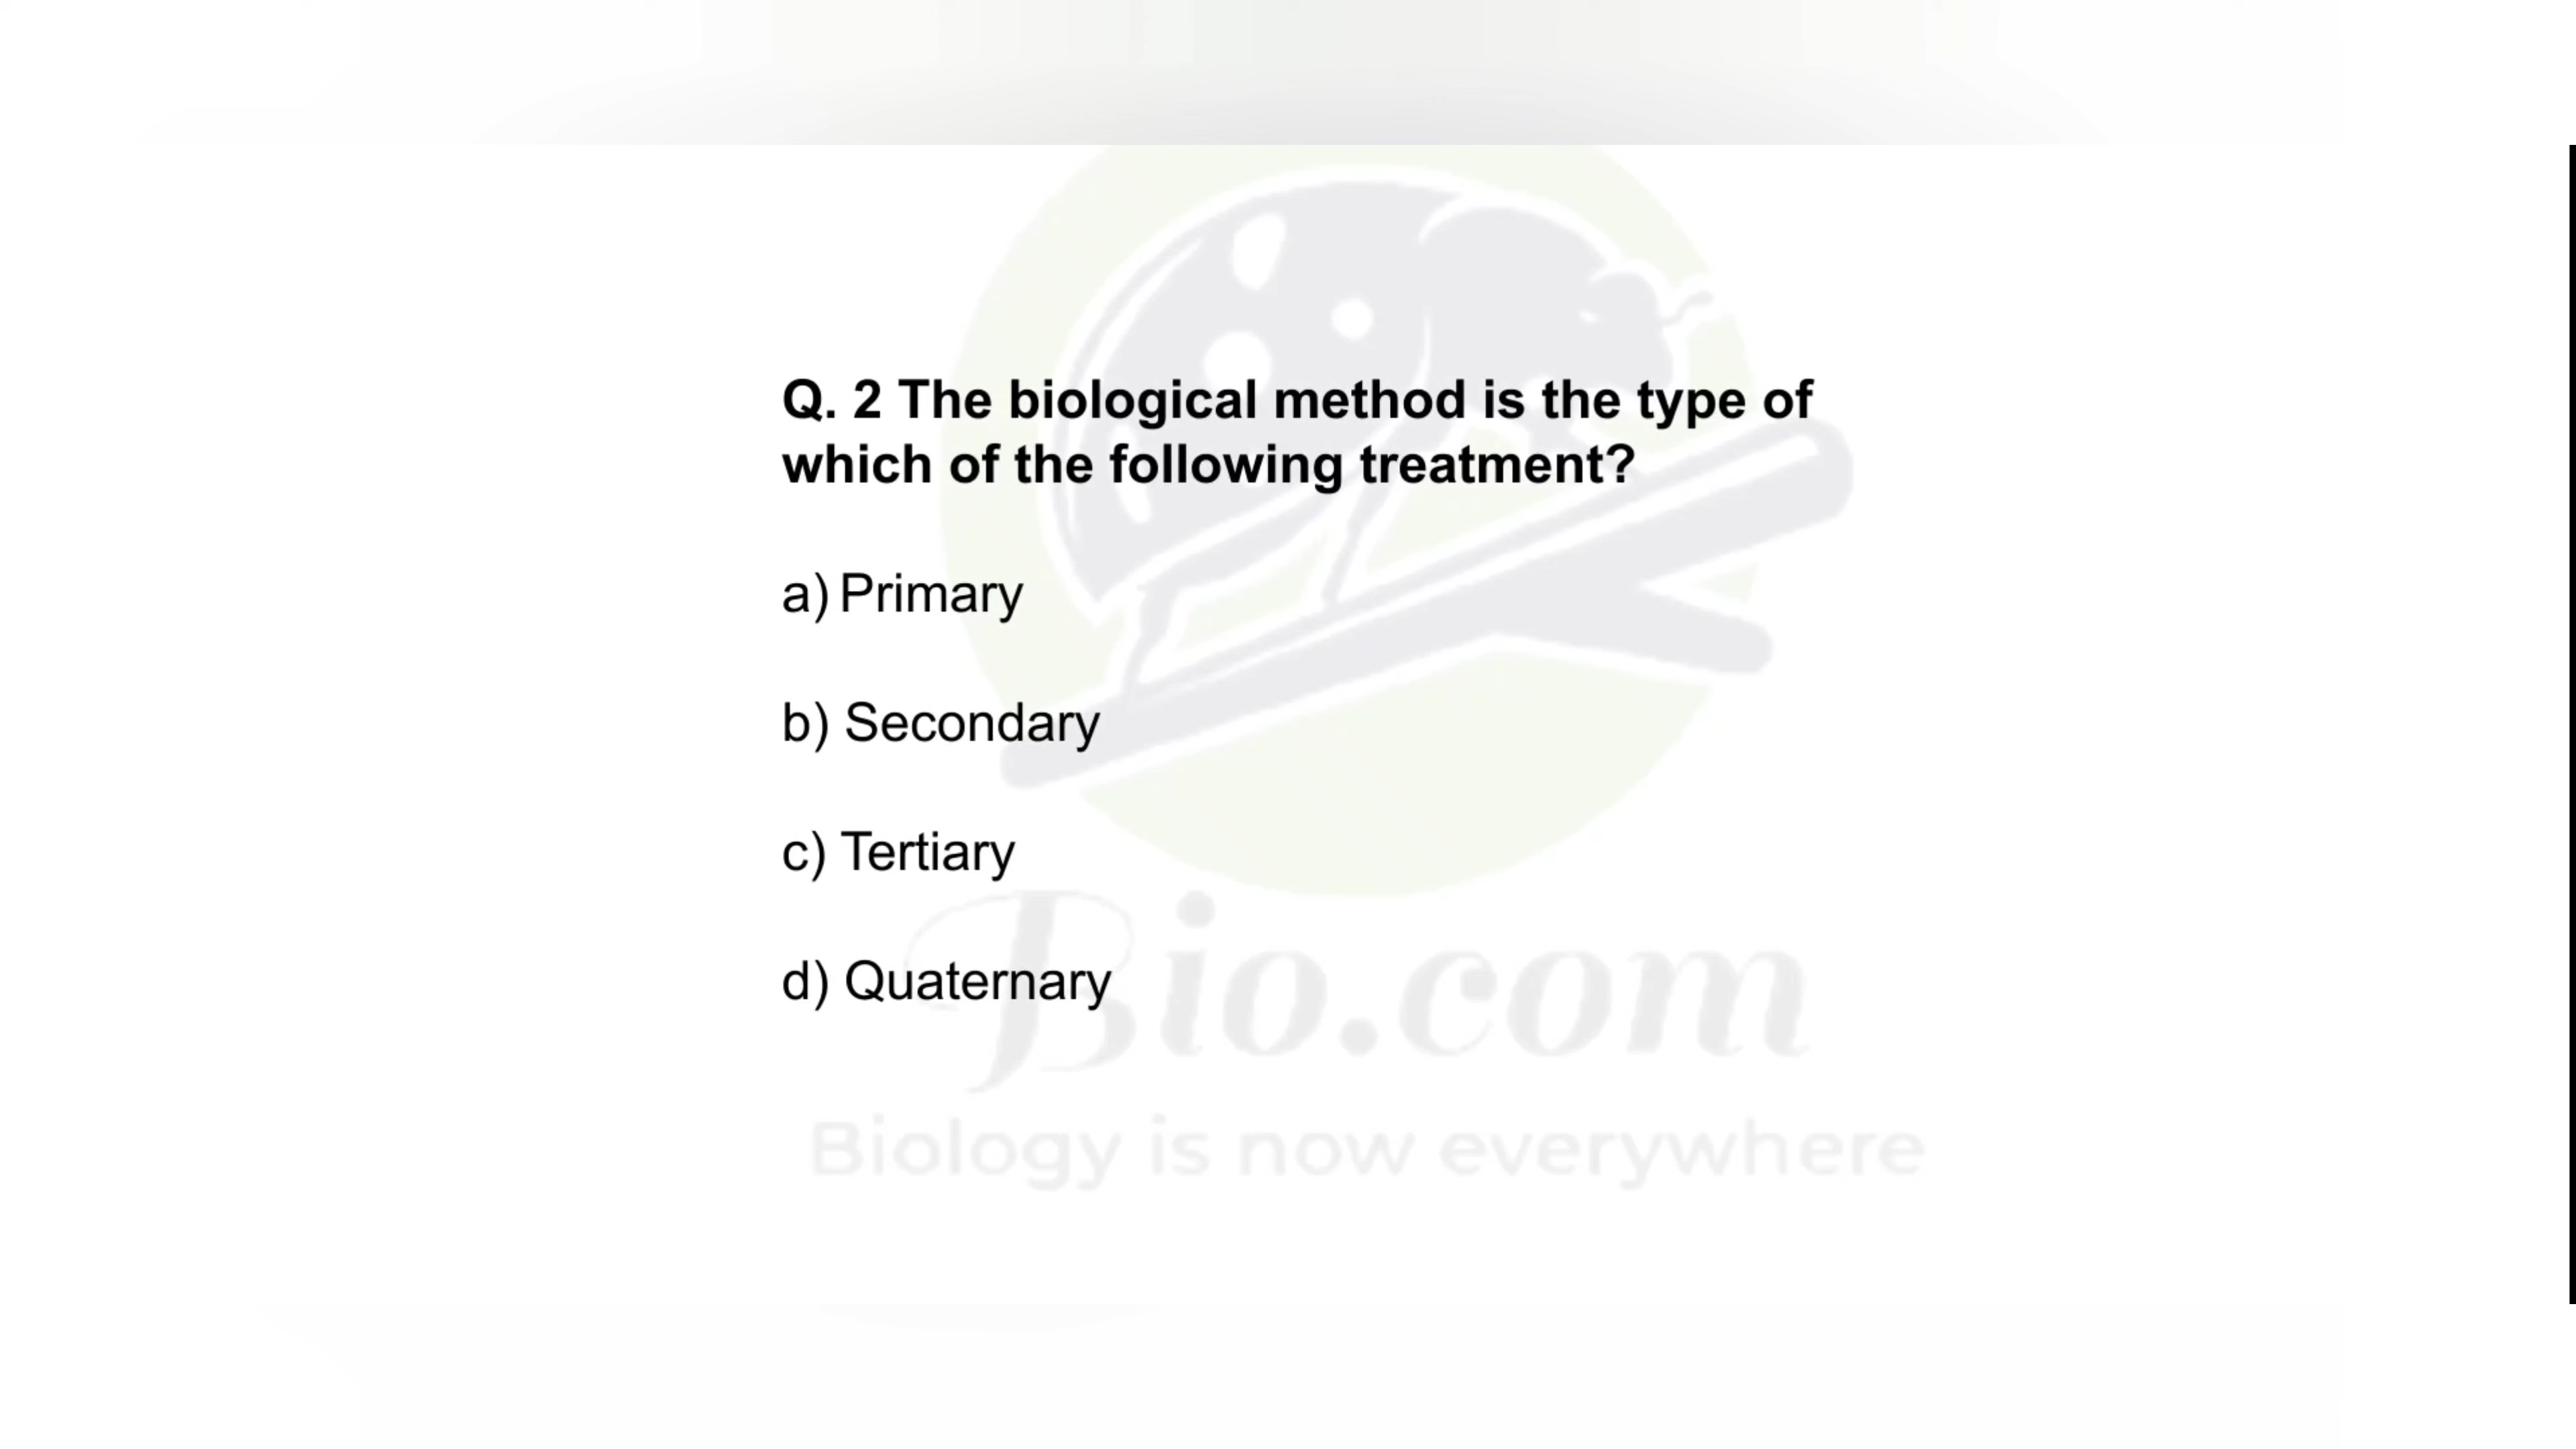 Q. 2 The biological method is the type of
which of the following treatment?
a) Primary
b) Secondary
c) Tertiary
d) Quaternary
Bio.com
Biology is now everywhere